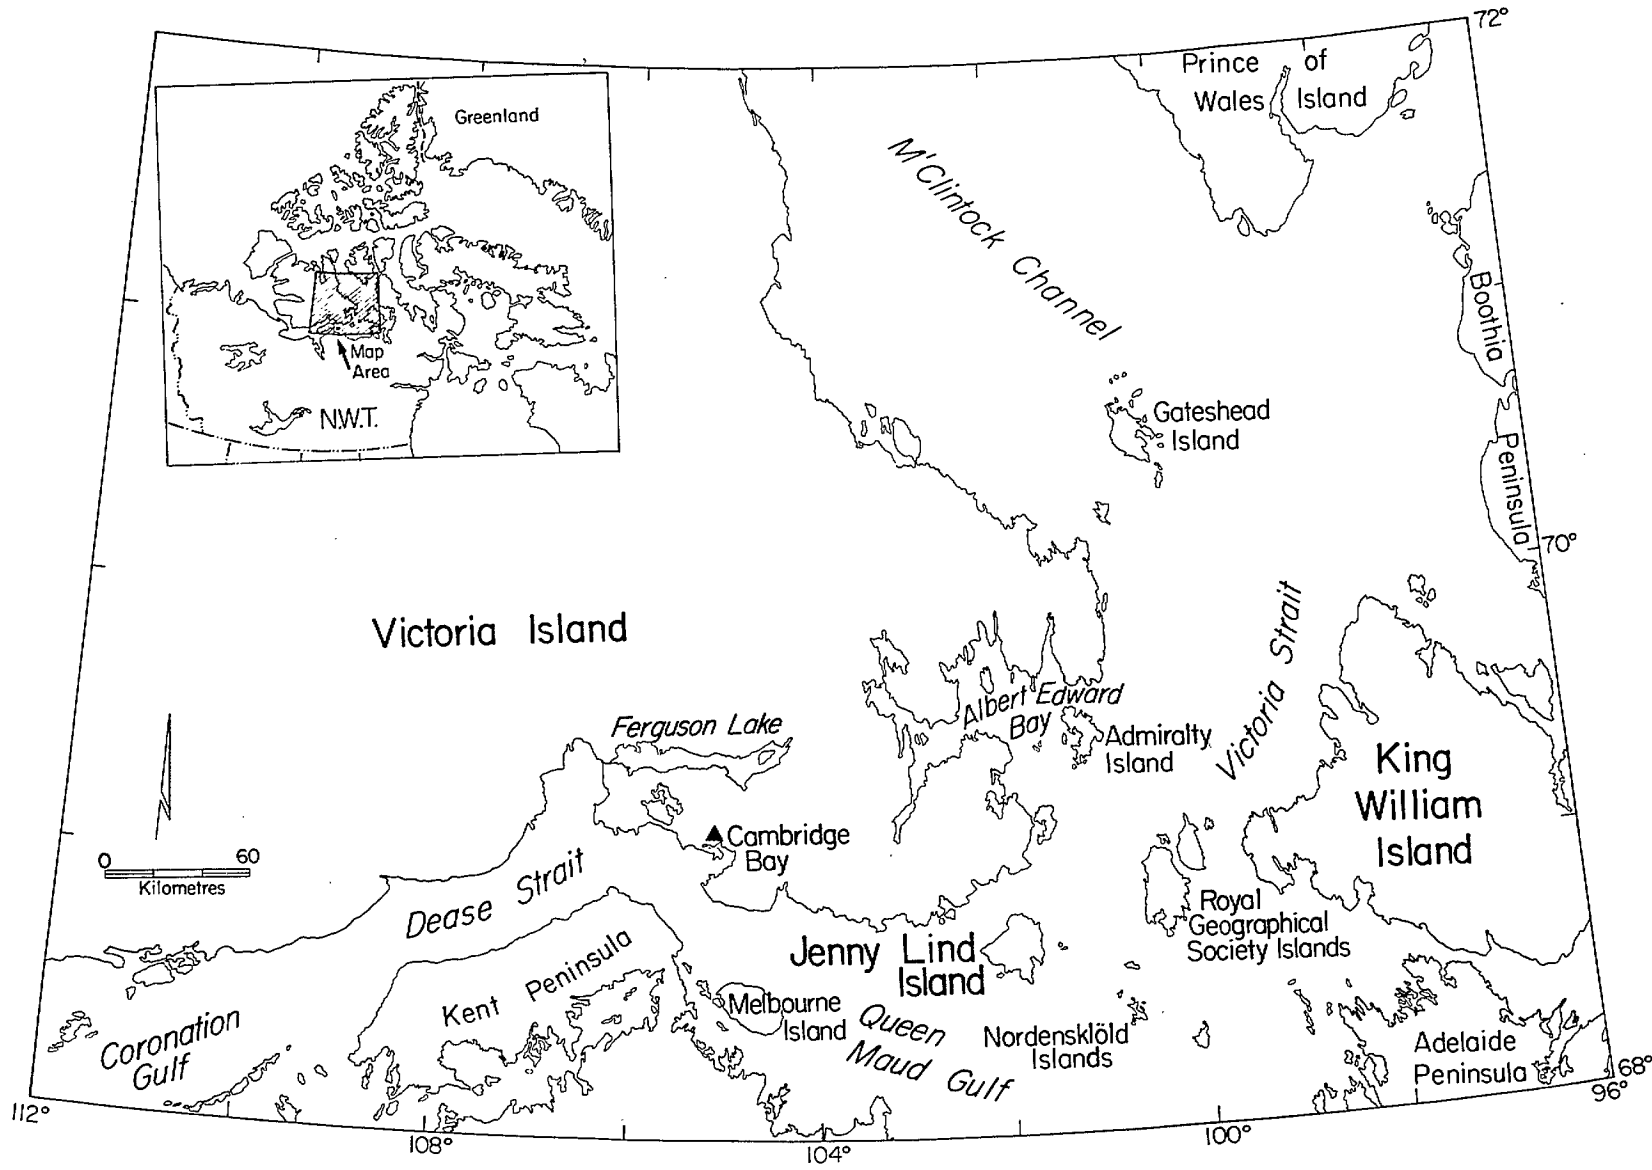 72°
Prince of
Wales Island
Greenland
M'Clintock Channel
Boothia
Peninsula
Map
Area
N.W.T.
Gateshead
Island
70°
Victoria Island
Victoria Strait
Albert Edward
Bay
Ferguson Lake
Admiralty
Island
King
William
Island
Cambridge
Bay
0 60
Kilometres
Dease Strait
Royal
Geographical
Society Islands
Jenny Lind
Island
Kent Peninsula
Melbourne
Island
Queen
Maud Gulf
Nordensklöld
Islands
Coronation
Gulf
Adelaide
Peninsula
68°
96°
112°
108°
104°
100°